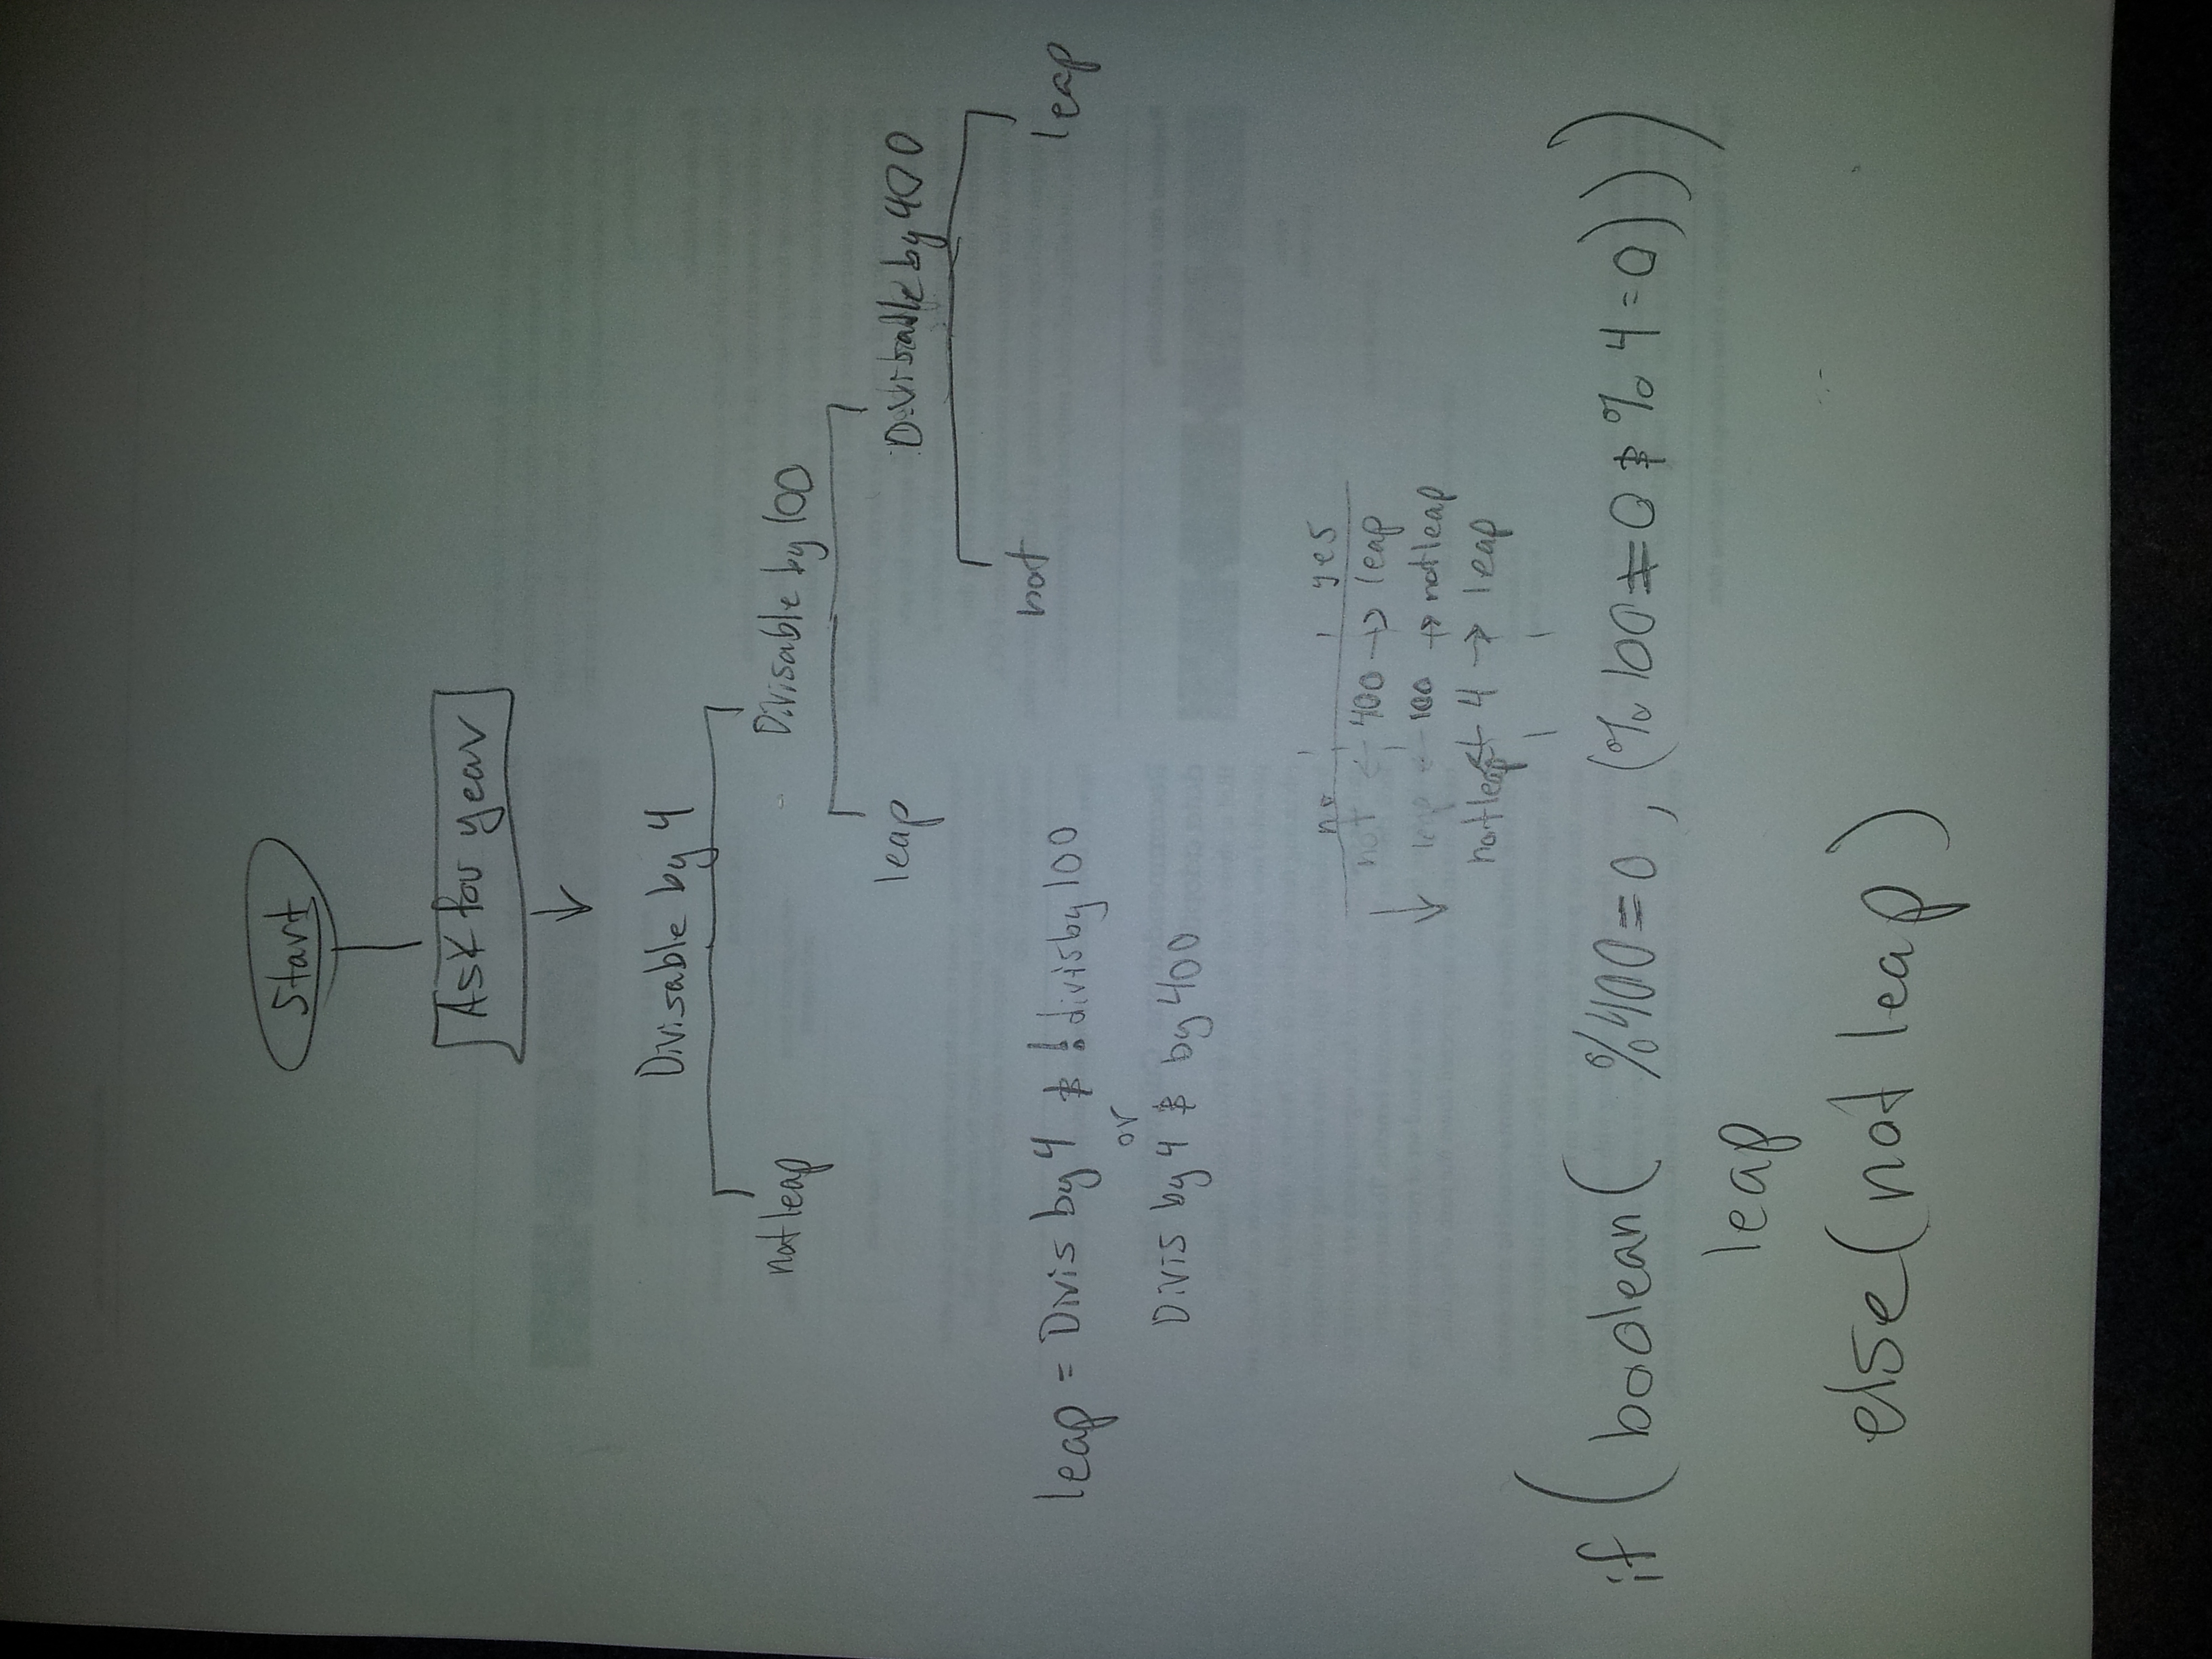 Start
Ask for year
Divisable by 4
not leap
Divisable by 100
leap
Divisable by 400
not
leap
leap = Divis by 4 & ! divis by 100
or
Divis by 4 & by 400
no yes
not ← 400 → leap
leap ← 100 → not leap
not leap ← 4 → leap
if ( boolean ( %400 = 0 , (% 100 ≠ 0 & % 4 = 0)))
leap
else ( not leap )